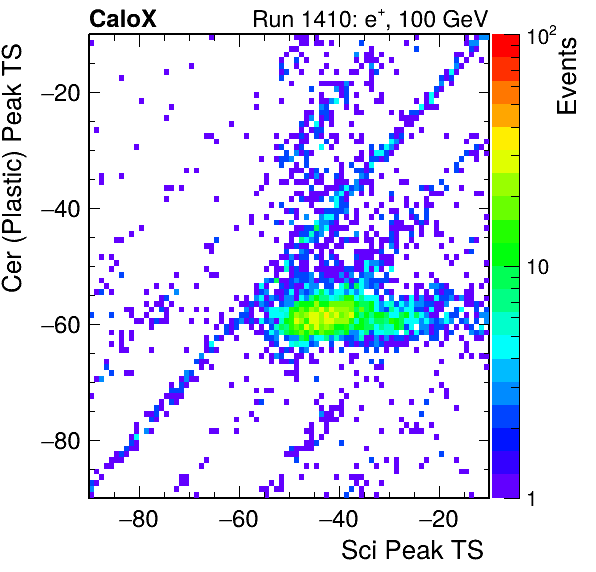 CaloX Run 1410: e⁺, 100 GeV
Cer (Plastic) Peak TS
−20
−40
−60
−80
−80 −60 −40 −20
Sci Peak TS
10²
10
1
Events